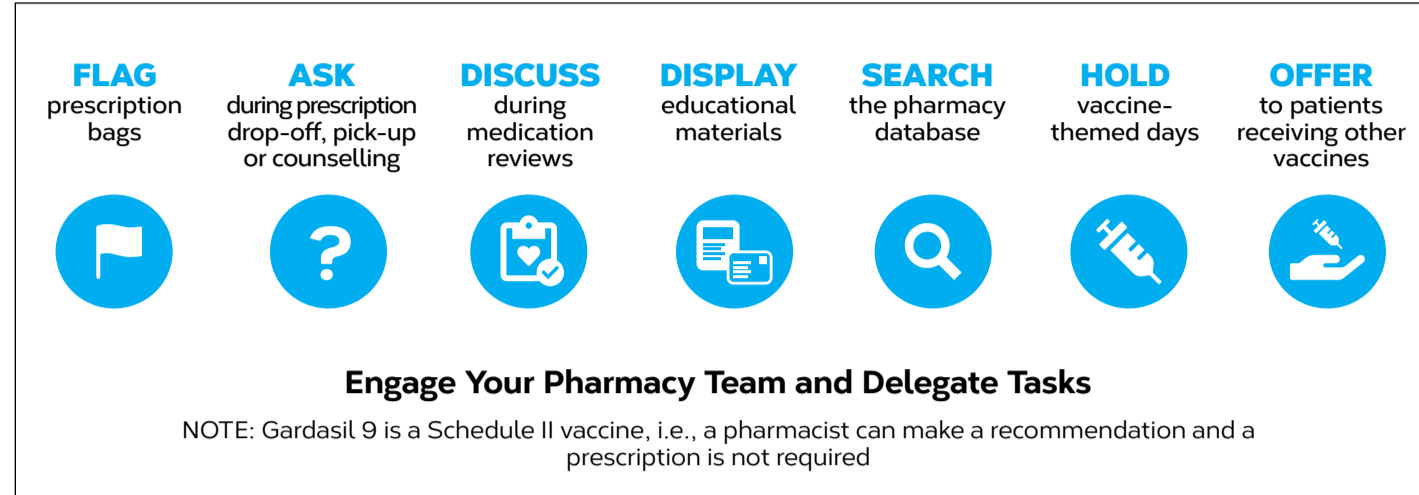 FLAG
prescription
bags
ASK
during prescription
drop-off, pick-up
or counselling
DISCUSS
during
medication
reviews
DISPLAY
educational
materials
SEARCH
the pharmacy
database
HOLD
vaccine-
themed days
OFFER
to patients
receiving other
vaccines
?
Engage Your Pharmacy Team and Delegate Tasks
NOTE: Gardasil 9 is a Schedule II vaccine, i.e., a pharmacist can make a recommendation and a
prescription is not required